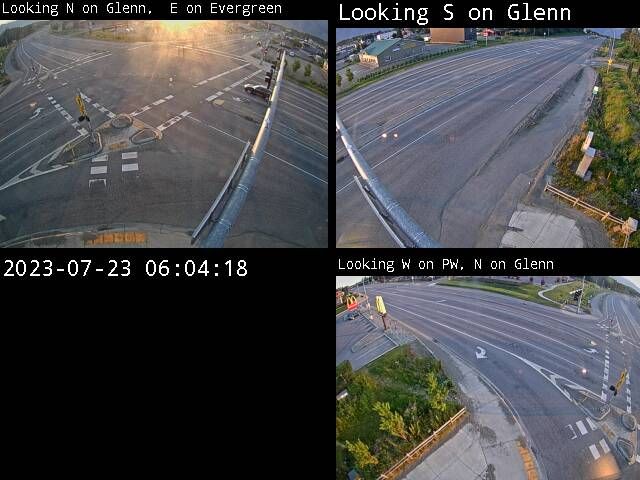 Looking N on Glenn,  E on Evergreen
Looking S on Glenn
2023-07-23 06:04:18
Looking W on PW, N on Glenn